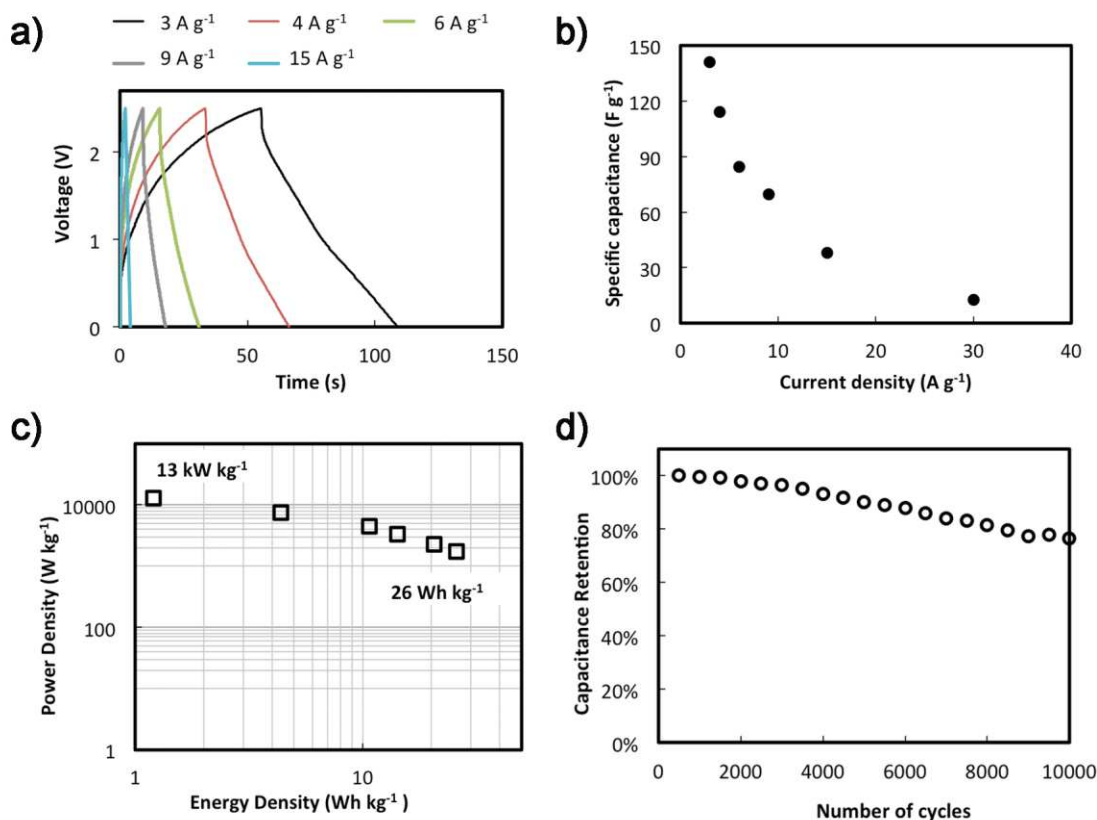 a)
3 A g⁻¹ 4 A g⁻¹ 6 A g⁻¹
9 A g⁻¹ 15 A g⁻¹
Voltage (V)
2
1
0
0 50 100 150
Time (s)
b)
Specific capacitance (F g⁻¹)
150
120
90
60
30
0
0 10 20 30 40
Current density (A g⁻¹)
c)
Power Density (W kg⁻¹)
13 kW kg⁻¹
10000
26 Wh kg⁻¹
100
1
1 10
Energy Density (Wh kg⁻¹ )
d)
Capacitance Retention
100%
80%
60%
40%
20%
0%
0 2000 4000 6000 8000 10000
Number of cycles